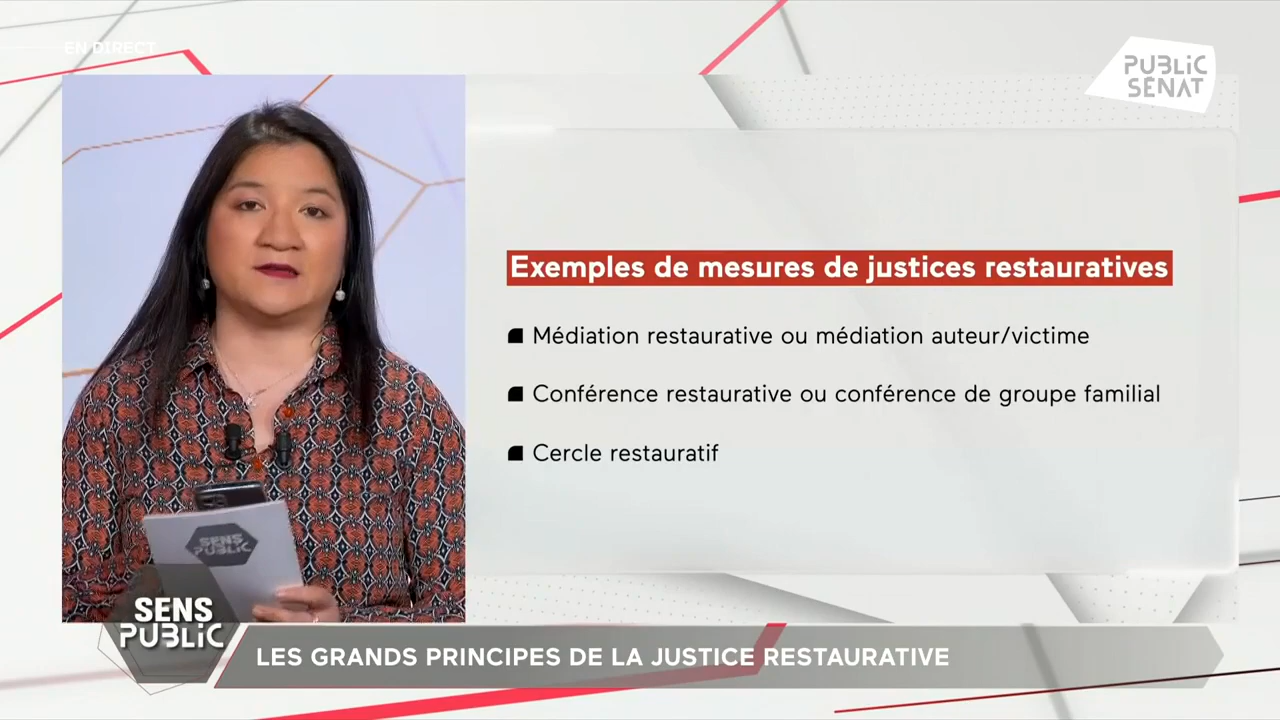 EN DIRECT
PUBLIC
SÉNAT
Exemples de mesures de justices restauratives
Médiation restaurative ou médiation auteur/victime
Conférence restaurative ou conférence de groupe familial
Cercle restauratif
SENS
PUBLIC
SENS
PUBLIC
LES GRANDS PRINCIPES DE LA JUSTICE RESTAURATIVE